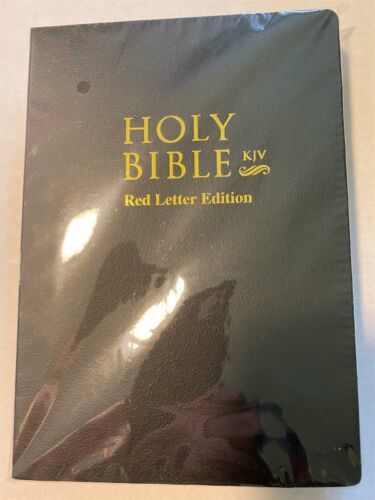 HOLY
BIBLE KJV
Red Letter Edition